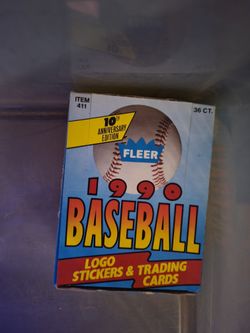 ITEM
411
36 CT.
10TH
ANNIVERSARY
EDITION
FLEER
1990
BASEBALL
LOGO
STICKERS & TRADING
CARDS